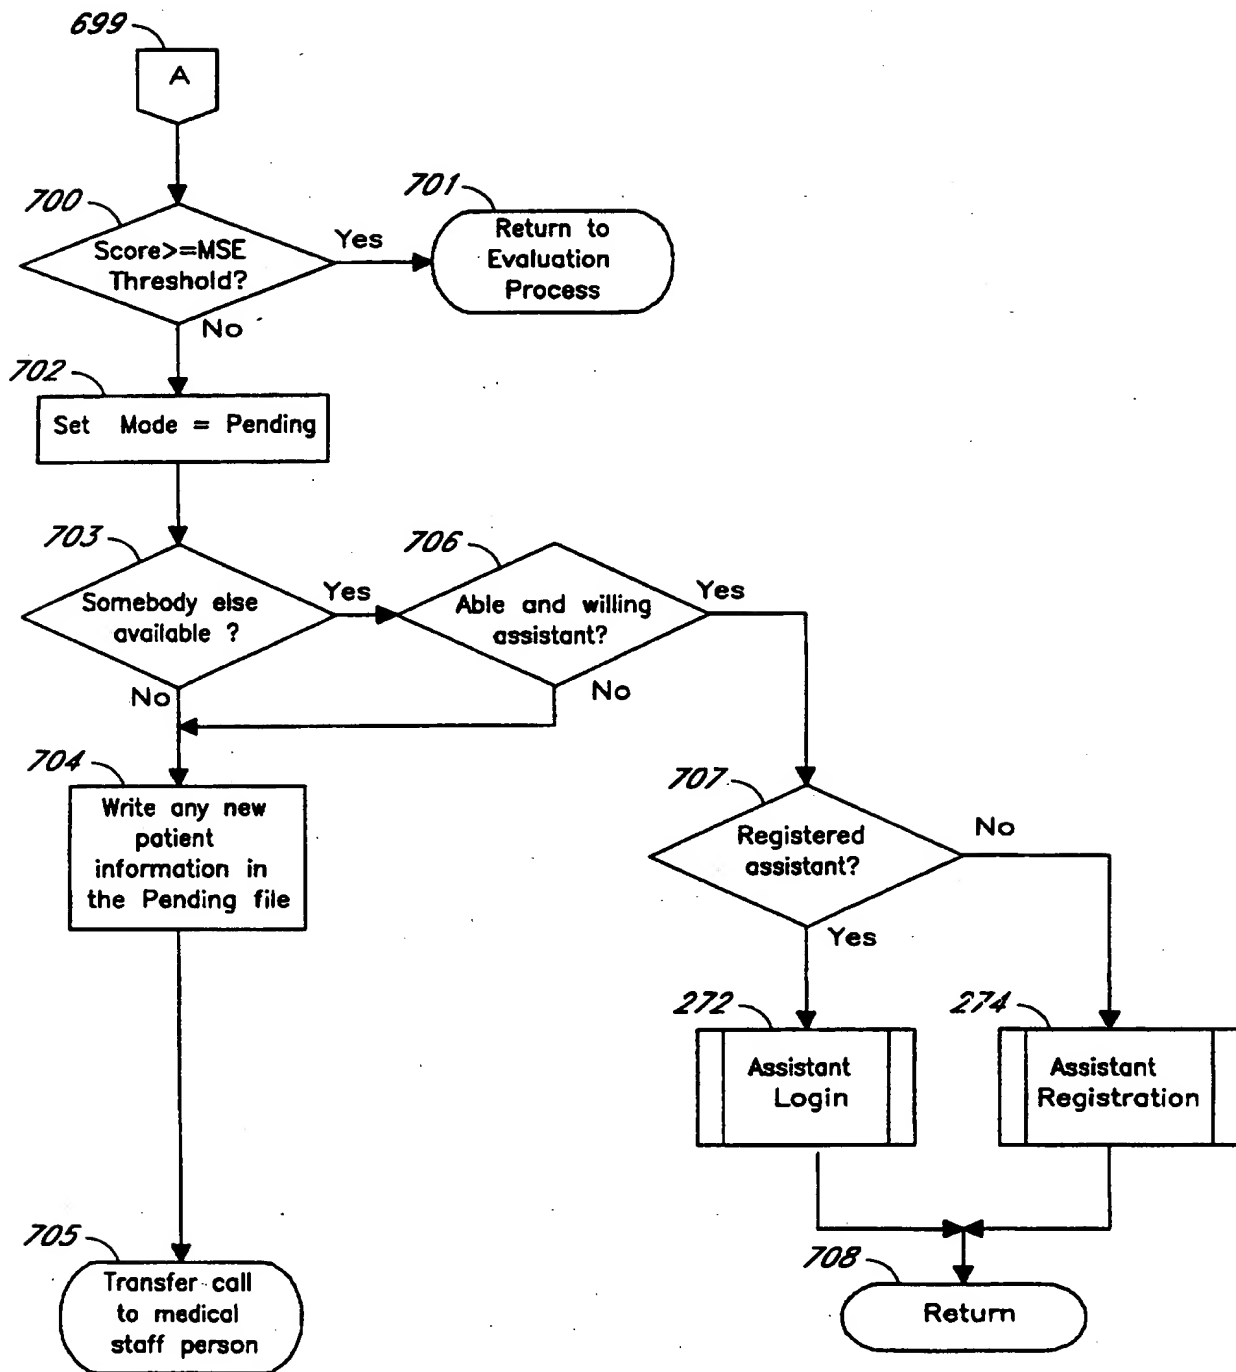 699
A
700
Score>=MSE
Threshold?
Yes
No
701
Return to
Evaluation
Process
702
Set Mode = Pending
703
Somebody else
available ?
Yes
No
706
Able and willing
assistant?
Yes
No
704
Write any new
patient
information in
the Pending file
707
Registered
assistant?
No
Yes
272
Assistant
Login
274
Assistant
Registration
705
Transfer call
to medical
staff person
708
Return